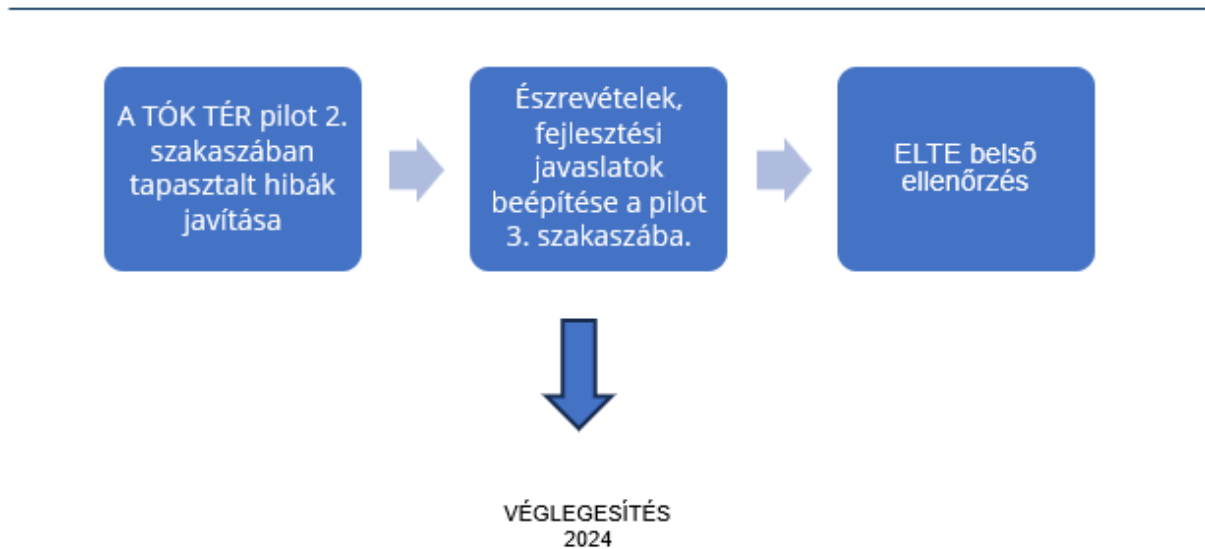 A TÓK TÉR pilot 2.
szakaszában
tapasztalt hibák
javítása
Észrevételek,
fejlesztési
javaslatok
beépítése a pilot
3. szakaszába.
ELTE belső
ellenőrzés
VÉGLEGESÍTÉS
2024